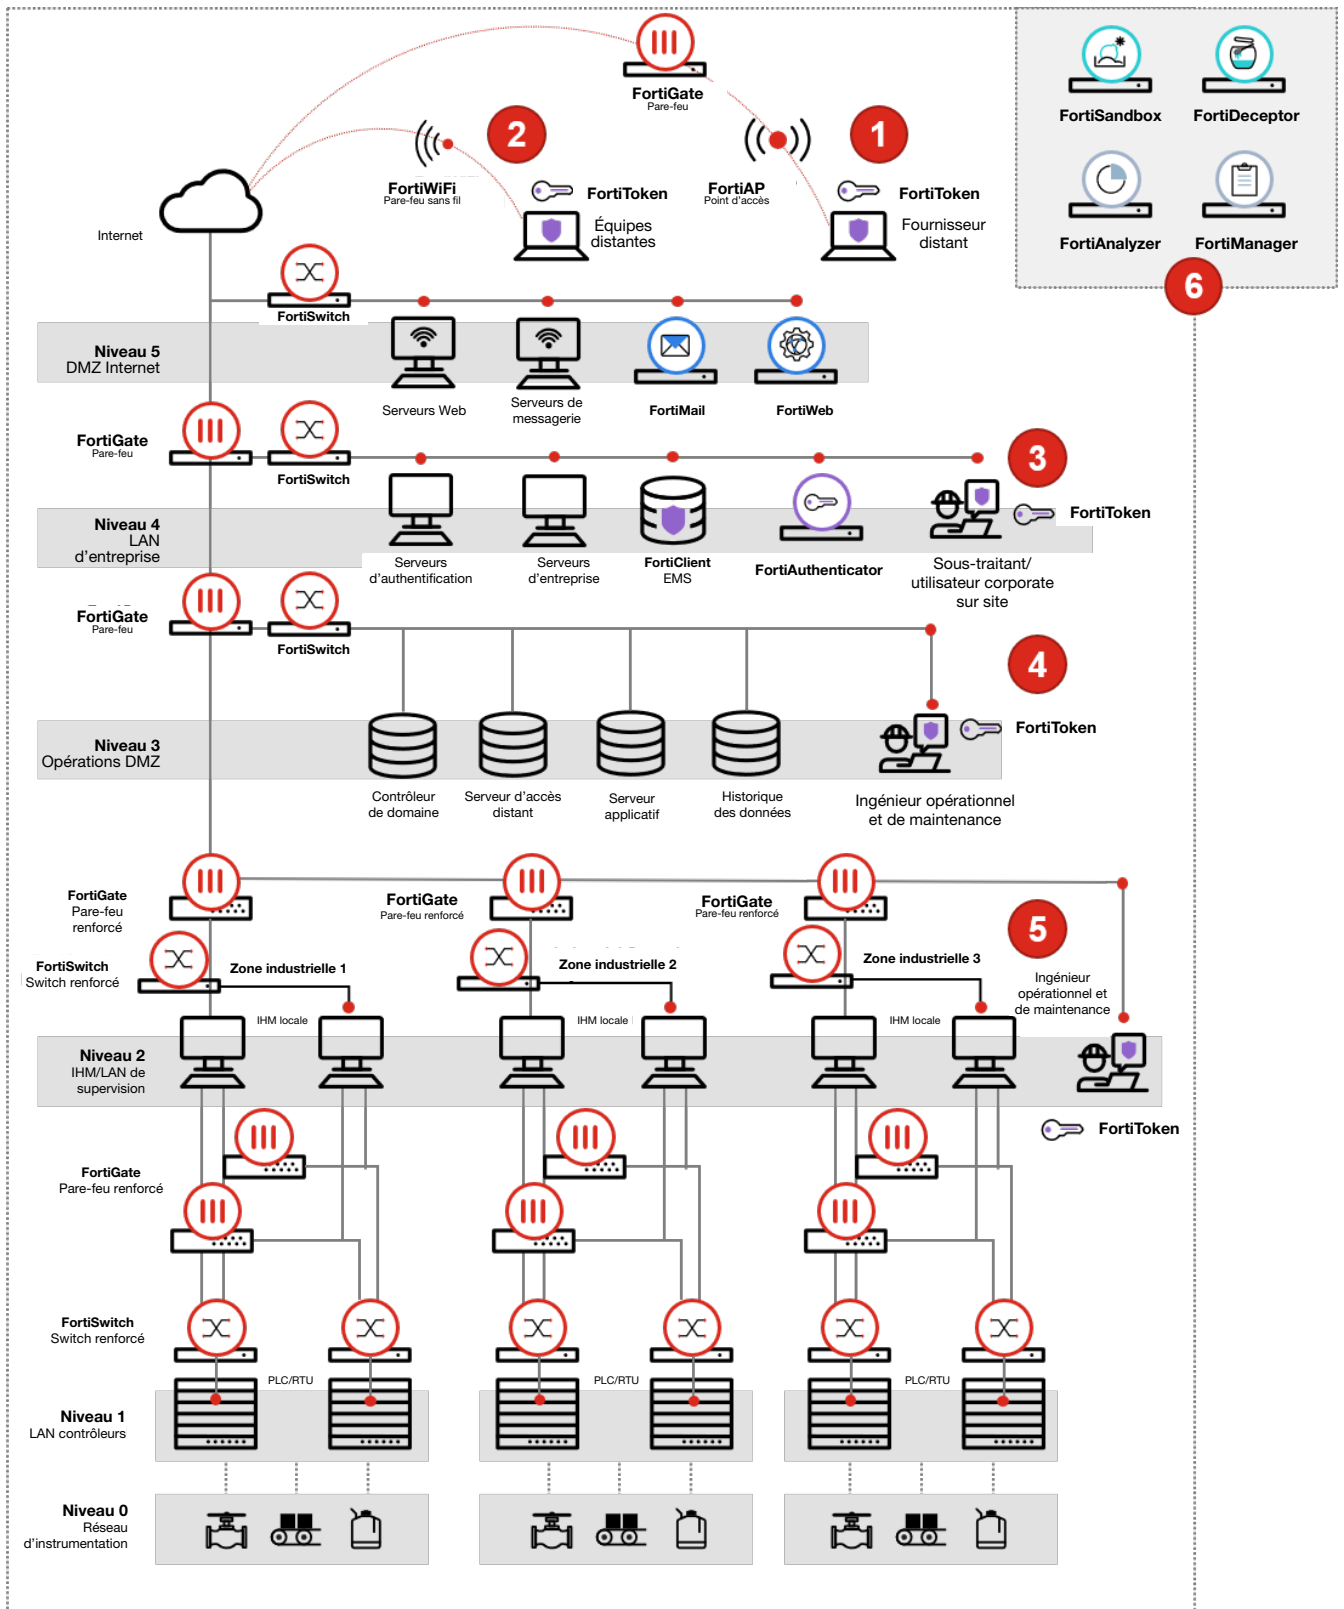 FortiGate
Pare-feu
FortiSandbox
FortiDeceptor
FortiAnalyzer
FortiManager
6
2
1
FortiWiFi
Pare-feu sans fil
FortiToken
Équipes
distantes
FortiAP
Point d'accès
FortiToken
Fournisseur
distant
Internet
FortiSwitch
Niveau 5
DMZ Internet
Serveurs Web
Serveurs de
messagerie
FortiMail
FortiWeb
FortiGate
Pare-feu
FortiSwitch
3
FortiToken
Niveau 4
LAN
d'entreprise
Serveurs
d'authentification
Serveurs
d'entreprise
FortiClient
EMS
FortiAuthenticator
Sous-traitant/
utilisateur corporate
sur site
FortiGate
Pare-feu
FortiSwitch
4
FortiToken
Niveau 3
Opérations DMZ
Contrôleur
de domaine
Serveur d'accès
distant
Serveur
applicatif
Historique
des données
Ingénieur opérationnel
et de maintenance
FortiGate
Pare-feu
renforcé
FortiGate
Pare-feu renforcé
FortiGate
Pare-feu renforcé
5
FortiSwitch
Switch renforcé
Zone industrielle 1
Zone industrielle 2
Zone industrielle 3
Ingénieur
opérationnel et
de maintenance
IHM locale
IHM locale
IHM locale
Niveau 2
IHM/LAN de
supervision
FortiToken
FortiGate
Pare-feu renforcé
FortiSwitch
Switch renforcé
PLC/RTU
PLC/RTU
PLC/RTU
Niveau 1
LAN contrôleurs
Niveau 0
Réseau
d'instrumentation